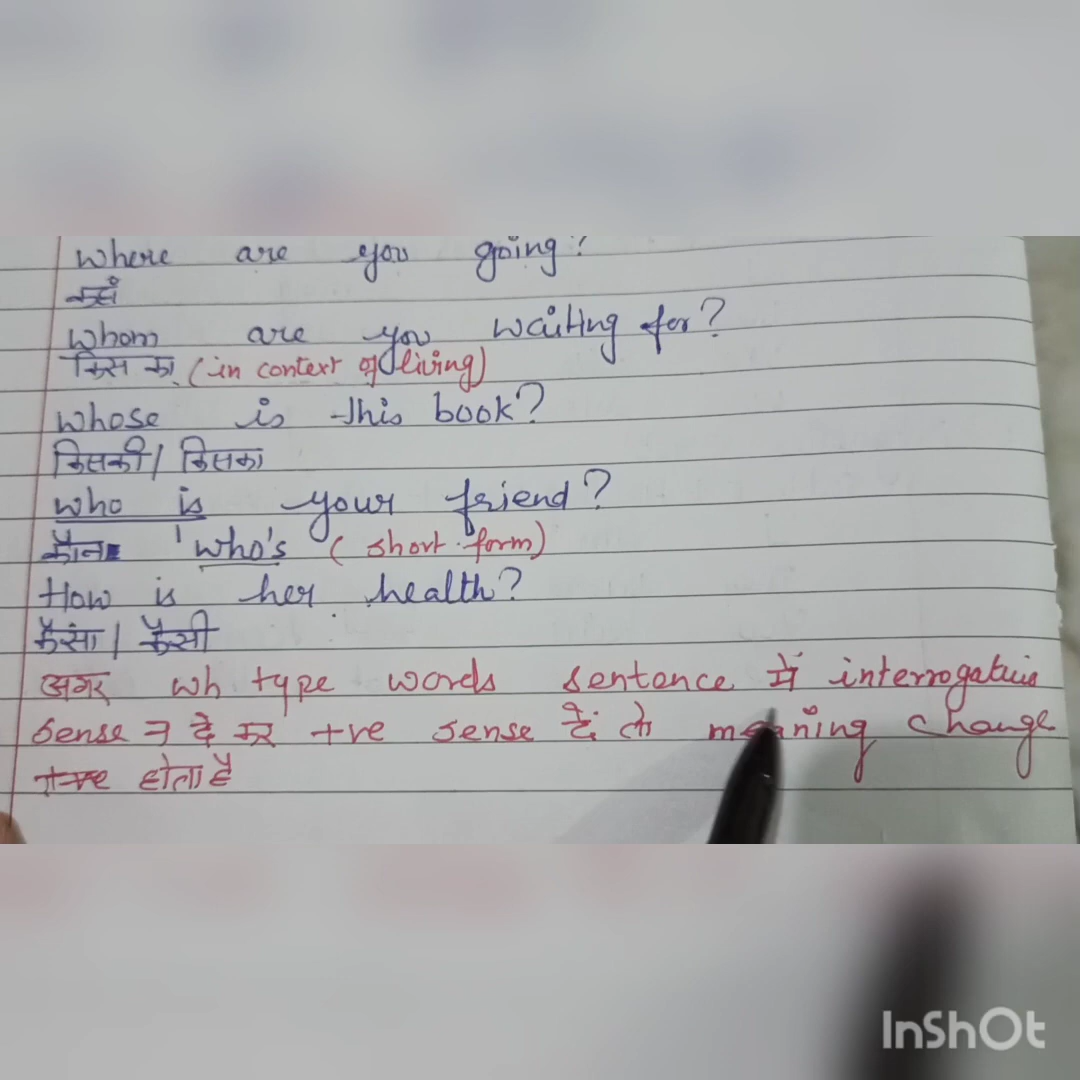 where are you going?
कहाँ
whom are you waiting for?
किस का (in context of living)
whose is this book?
किसकी / किसका
who is your friend?
कौन 'who's (short form)
How is her health?
कैसा / कैसी
अगर wh type words sentence में interrogative
sense न दे कर +ve sense दें तो meaning change
+ve होता है
InShOt